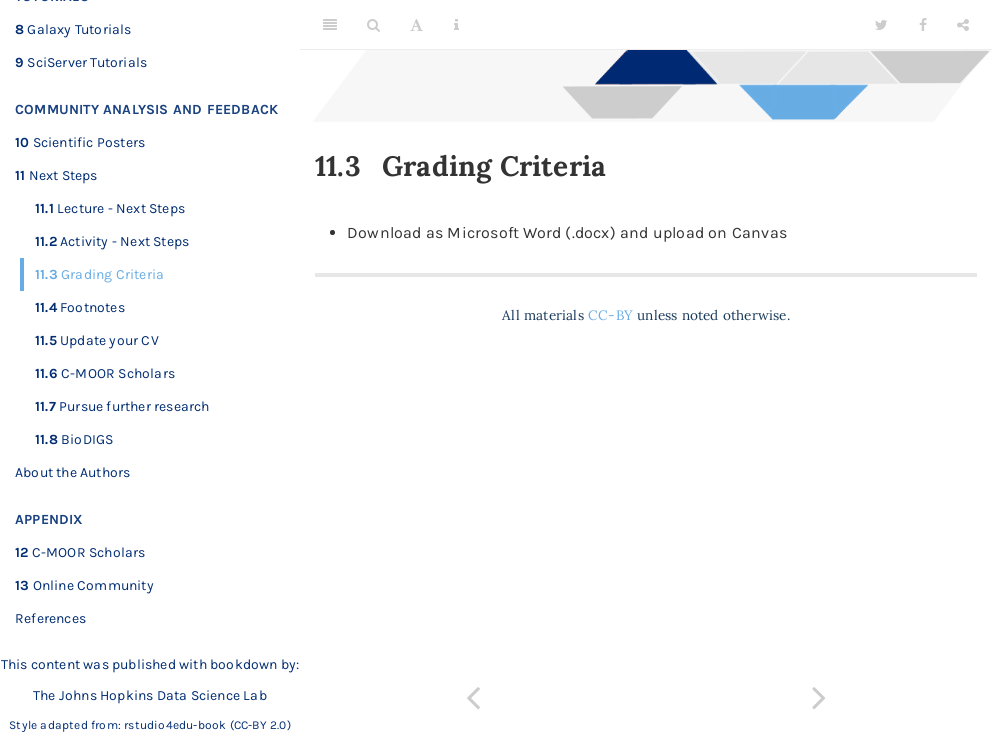 8 Galaxy Tutorials
9 SciServer Tutorials
COMMUNITY ANALYSIS AND FEEDBACK
10 Scientific Posters
11 Next Steps
11.1 Lecture - Next Steps
11.2 Activity - Next Steps
11.3 Grading Criteria
11.4 Footnotes
11.5 Update your CV
11.6 C-MOOR Scholars
11.7 Pursue further research
11.8 BioDIGS
About the Authors
APPENDIX
12 C-MOOR Scholars
13 Online Community
References
This content was published with bookdown by:
The Johns Hopkins Data Science Lab
Style adapted from: rstudio4edu-book (CC-BY 2.0)
11.3 Grading Criteria
• Download as Microsoft Word (.docx) and upload on Canvas
All materials CC-BY unless noted otherwise.